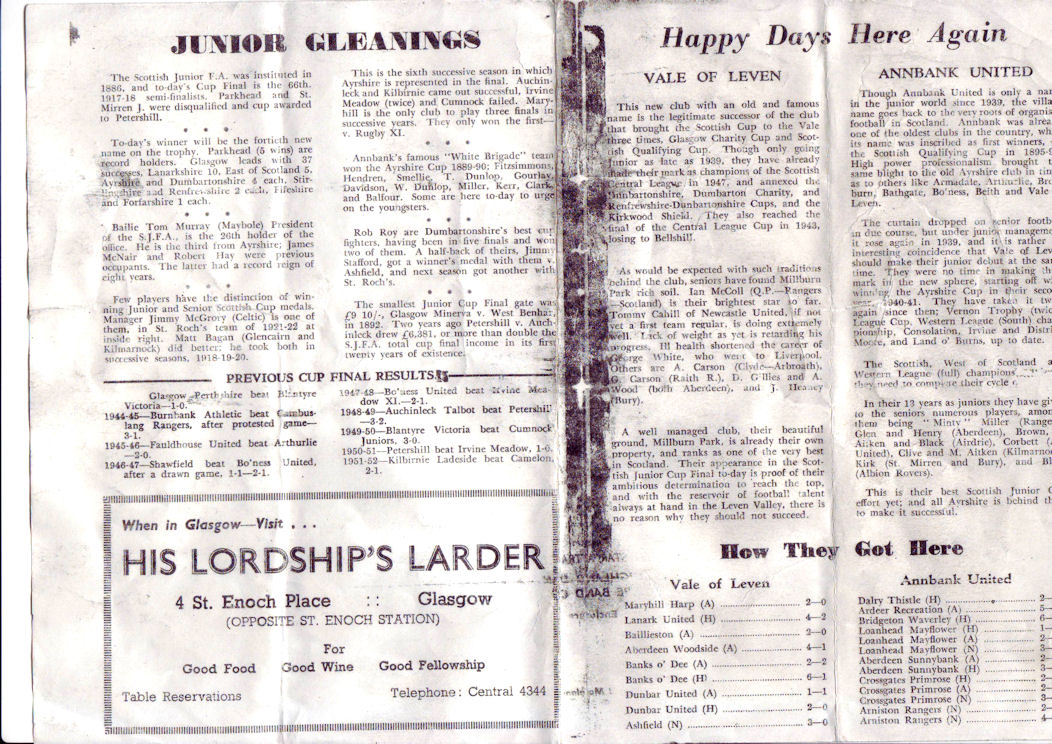 JUNIOR GLEANINGS
The Scottish Junior F.A. was instituted in
1886, and to-day's Cup Final is the 66th.
1917-18 semi-finalists. Parkhead and St.
Mirren J. were disqualified and cup awarded
to Petershill.
* * *
To-day's winner will be the fortieth new
name on the trophy. Parkhead (5 wins) are
record holders. Glasgow leads with 37
successes, Lanarkshire 10, East of Scotland 5,
Ayrshire and Dumbartonshire 4 each, Stir-
lingshire and Renfrewshire 2 each, Fifeshire
and Forfarshire 1 each.
* * *
Bailie Tom Murray (Maybole) President
of the S.J.F.A., is the 26th holder of the
office. He is the third from Ayrshire; James
McNair and Robert Hay were previous
occupants. The latter had a record reign of
eight years.
* * *
Few players have the distinction of win-
ning Junior and Senior Scottish Cup medals.
Manager Jimmy McGrory (Celtic) is one of
them, in St. Roch's team of 1921-22 at
inside right. Matt Bagan (Glencairn and
Kilmarnock) did better: he took both in
successive seasons, 1918-19-20.
This is the sixth successive season in which
Ayrshire is represented in the final. Auchin-
leck and Kilbirnie came out successful, Irvine
Meadow (twice) and Cumnock failed. Mary-
hill is the only club to play three finals in
successive years. They only won the first—
v. Rugby XI.
* * *
Annbank's famous "White Brigade" team
won the Ayrshire Cup 1889-90: Fitzsimmons,
Hendren, Smellie, T. Dunlop, Gourlay,
Davidson, W. Dunlop, Miller, Kerr, Clark,
and Balfour. Some are here to-day to urge
on the youngsters.
* * *
Rob Roy are Dumbartonshire's best cup
fighters, having been in five finals and won
two of them. A half-back of theirs, Jimmy
Stafford, got a winner's medal with them v.
Ashfield, and next season got another with
St. Roch's.
* * *
The smallest Junior Cup Final gate was
£9 10/-, Glasgow Minerva v. West Benhar,
in 1892. Two years ago Petershill v. Auch-
inleck drew £6,381, or more than double the
S.J.F.A. total cup final income in its first
twenty years of existence.
PREVIOUS CUP FINAL RESULTS
Glasgow Perthshire beat Blantyre
Victoria—1-0.
1944-45—Burnbank Athletic beat Cambus-
lang Rangers, after protested game—
3-1.
1945-46—Fauldhouse United beat Arthurlie
—2-0.
1946-47—Shawfield beat Bo'ness United,
after a drawn game, 1—1—2-1.
1947-48—Bo'ness United beat Irvine Mea-
dow XI.—2-1.
1948-49—Auchinleck Talbot beat Petershill
—3-2.
1949-50—Blantyre Victoria beat Cumnock
Juniors, 3-0.
1950-51—Petershill beat Irvine Meadow, 1-0.
1951-52—Kilbirnie Ladeside beat Camelon,
2-1.
When in Glasgow—Visit . . .
HIS LORDSHIP'S LARDER
4 St. Enoch Place :: Glasgow
(OPPOSITE ST. ENOCH STATION)
For
Good Food Good Wine Good Fellowship
Table Reservations Telephone: Central 4344
Happy Days Here Again
VALE OF LEVEN
This new club with an old and famous
name is the legitimate successor of the club
that brought the Scottish Cup to the Vale
three times, Glasgow Charity Cup and Scot-
ish Qualifying Cup. Though only going
Junior as late as 1939, they have already
made their mark as champions of the Scottish
Central League, in 1947, and annexed the
Dunbartonshire, Dumbarton Charity, and
Renfrewshire-Dunbartonshire Cups, and the
Kirkwood Shield. They also reached the
final of the Central League Cup in 1943,
losing to Bellshill.
As would be expected with such traditions
behind the club, seniors have found Millburn
Park rich soil. Ian McColl (Q.P.—Rangers
—Scotland) is their brightest star so far.
Tommy Cahill of Newcastle United, if not
yet a first team regular, is doing extremely
well. Lack of weight as yet is retarding his
progress. Ill health shortened the career of
George White, who went to Liverpool.
Others are A. Carson (Clyde—Arbroath),
G. Carson (Raith R.), D. Gillies and A.
Wood (both Aberdeen), and J. Heaney
(Bury).
A well managed club, their beautiful
ground, Millburn Park, is already their own
property, and ranks as one of the very best
in Scotland. Their appearance in the Scot-
tish Junior Cup Final to-day is proof of their
ambitious determination to reach the top,
and with the reservoir of football talent
always at hand in the Leven Valley, there is
no reason why they should not succeed.
ANNBANK UNITED
Though Annbank United is only a na
in the junior world since 1939, the villa
name goes back to the very roots of organi
football in Scotland. Annbank was alrea
one of the oldest clubs in the country, wh
its name was inscribed as first winners,
the Scottish Qualifying Cup in 1895-9
High power professionalism brought t
same blight to the old Ayrshire club in tim
as to others like Armadale, Arthurlie, Bro
burn, Bathgate, Bo'ness, Beith and Vale
Leven.
The curtain dropped on senior footb
in due course, but under junior manageme
it rose again in 1939, and it is rather
interesting coincidence that Vale of Lev
should make their junior debut at the sa
time. They were no time in making th
mark in the new sphere, starting off wi
winning the Ayrshire Cup in their seco
year, 1940-41. They have taken it tw
again since then; Vernon Trophy (twic
League Cup, Western League (South) cha
pionship, Consolation, Irvine and Distri
Moore, and Land o' Burns, up to date.
The Scottish, West of Scotland a
Western League (full) champions
they need to complete their cycle
In their 13 years as juniors they have gi
to the seniors numerous players, amon
them being "Minty" Miller (Range
Glen and Henry (Aberdeen), Brown,
Aitken and Black (Airdrie), Corbett (
United), Clive and M. Aitken (Kilmarno
Kirk (St. Mirren and Bury), and Bl
(Albion Rovers).
This is their best Scottish Junior C
effort yet; and all Ayrshire is behind th
to make it successful.
How They Got Here
Vale of Leven
Maryhill Harp (A) 2—0
Lanark United (H) 4—2
Baillieston (A) 2—0
Aberdeen Woodside (A) 4—1
Banks o' Dee (A) 2—2
Banks o' Dee (H) 6—1
Dunbar United (A) 1—1
Dunbar United (H) 2—0
Ashfield (N) 3—0
Annbank United
Dalry Thistle (H) 2—
Ardeer Recreation (A) 5—
Bridgeton Waverley (H) 6—
Loanhead Mayflower (H) 1—
Loanhead Mayflower (A) 2—
Loanhead Mayflower (N) 3—
Aberdeen Sunnybank (A) 2—
Aberdeen Sunnybank (H) 3—
Crossgates Primrose (H) 2—
Crossgates Primrose (A) 2—
Crossgates Primrose (N) 3—
Arniston Rangers (N) 2—
Arniston Rangers (N) 4—